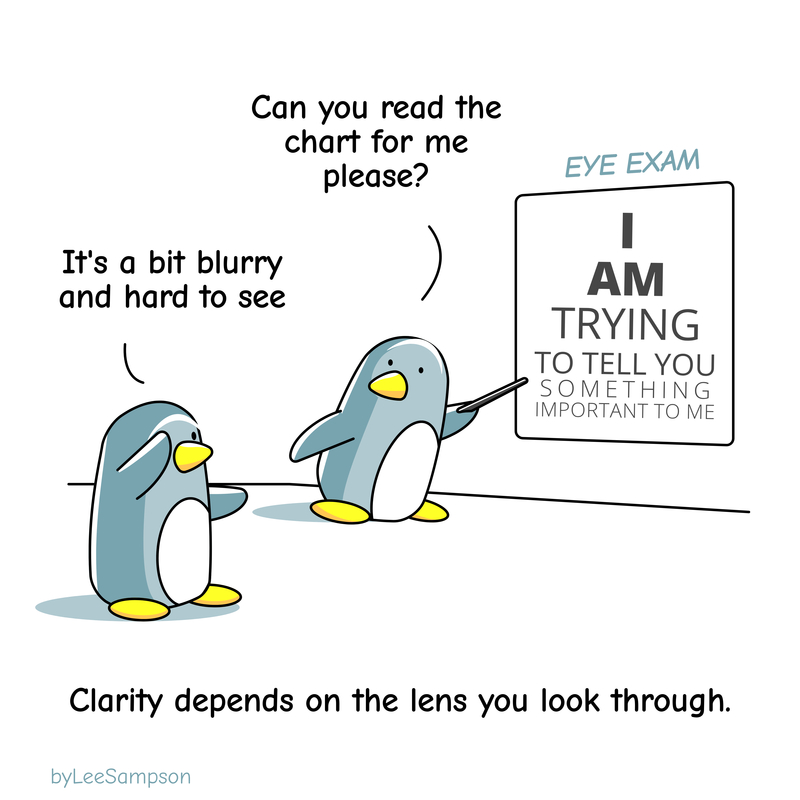 Can you read the
chart for me
please?
EYE EXAM
I
AM
TRYING
TO TELL YOU
SOMETHING
IMPORTANT TO ME
It's a bit blurry
and hard to see
Clarity depends on the lens you look through.
byLeeSampson